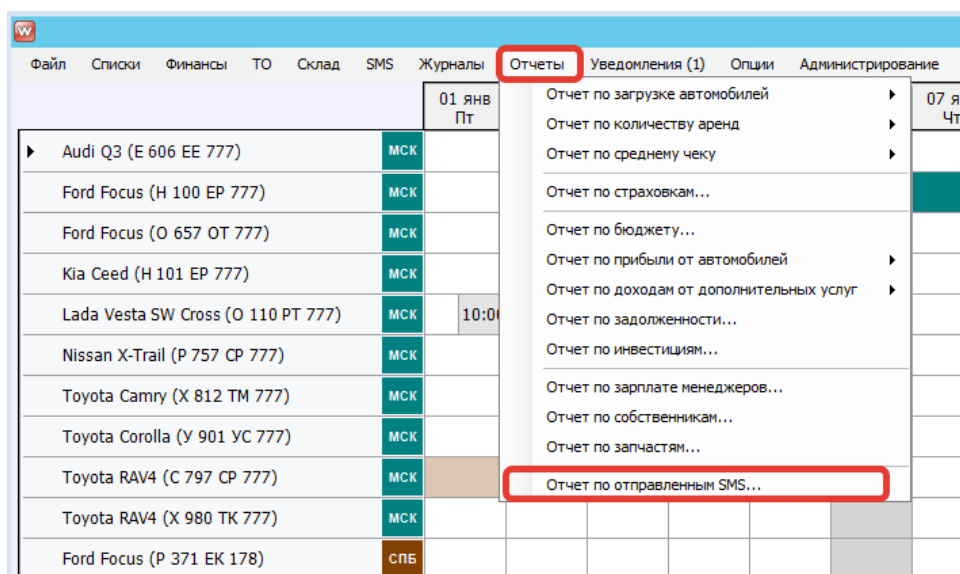 W
Файл Списки Финансы ТО Склад SMS Журналы Отчеты Уведомления (1) Опции Администрирование
01 янв
Пт
07 я
Чт
Audi Q3 (Е 606 ЕЕ 777) МСК
Ford Focus (Н 100 ЕР 777) МСК
Ford Focus (О 657 ОТ 777) МСК
Kia Ceed (Н 101 ЕР 777) МСК
Lada Vesta SW Cross (О 110 РТ 777) МСК 10:00
Nissan X-Trail (Р 757 СР 777) МСК
Toyota Camry (Х 812 ТМ 777) МСК
Toyota Corolla (У 901 УС 777) МСК
Toyota RAV4 (С 797 СР 777) МСК
Toyota RAV4 (Х 980 ТК 777) МСК
Ford Focus (Р 371 ЕК 178) СПБ
Отчет по загрузке автомобилей
Отчет по количеству аренд
Отчет по среднему чеку
Отчет по страховкам...
Отчет по бюджету...
Отчет по прибыли от автомобилей
Отчет по доходам от дополнительных услуг
Отчет по задолженности...
Отчет по инвестициям...
Отчет по зарплате менеджеров...
Отчет по собственникам...
Отчет по запчастям...
Отчет по отправленным SMS...